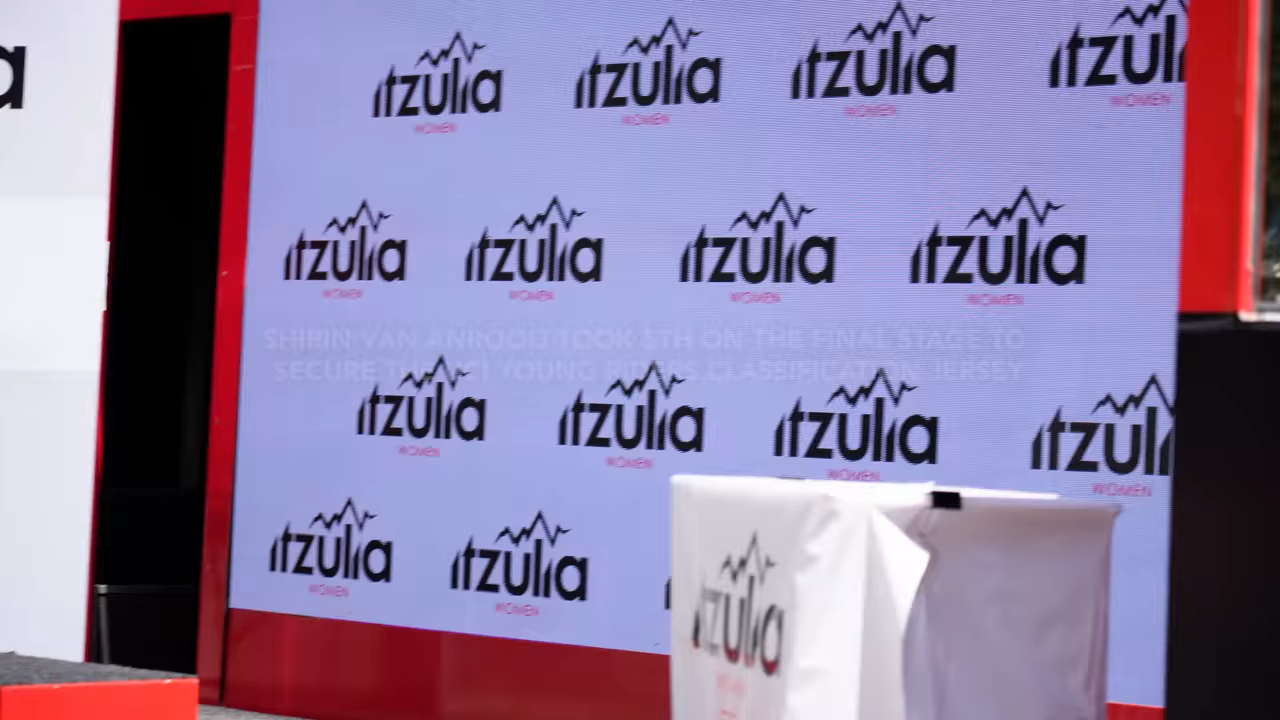 a
itzulia itzulia itzulia itzuli
WOMEN WOMEN WOMEN WOMEN
itzulia itzulia itzulia itzulia
WOMEN WOMEN WOMEN WOMEN
SHIRIN VAN ANROOIJ TOOK 5TH ON THE FINAL STAGE TO
SECURE THE UCI YOUNG RIDERS CLASSIFICATION JERSEY
itzulia itzulia itzulia itzuli
WOMEN WOMEN WOMEN WOMEN
itzulia itzulia
WOMEN WOMEN
itzulia